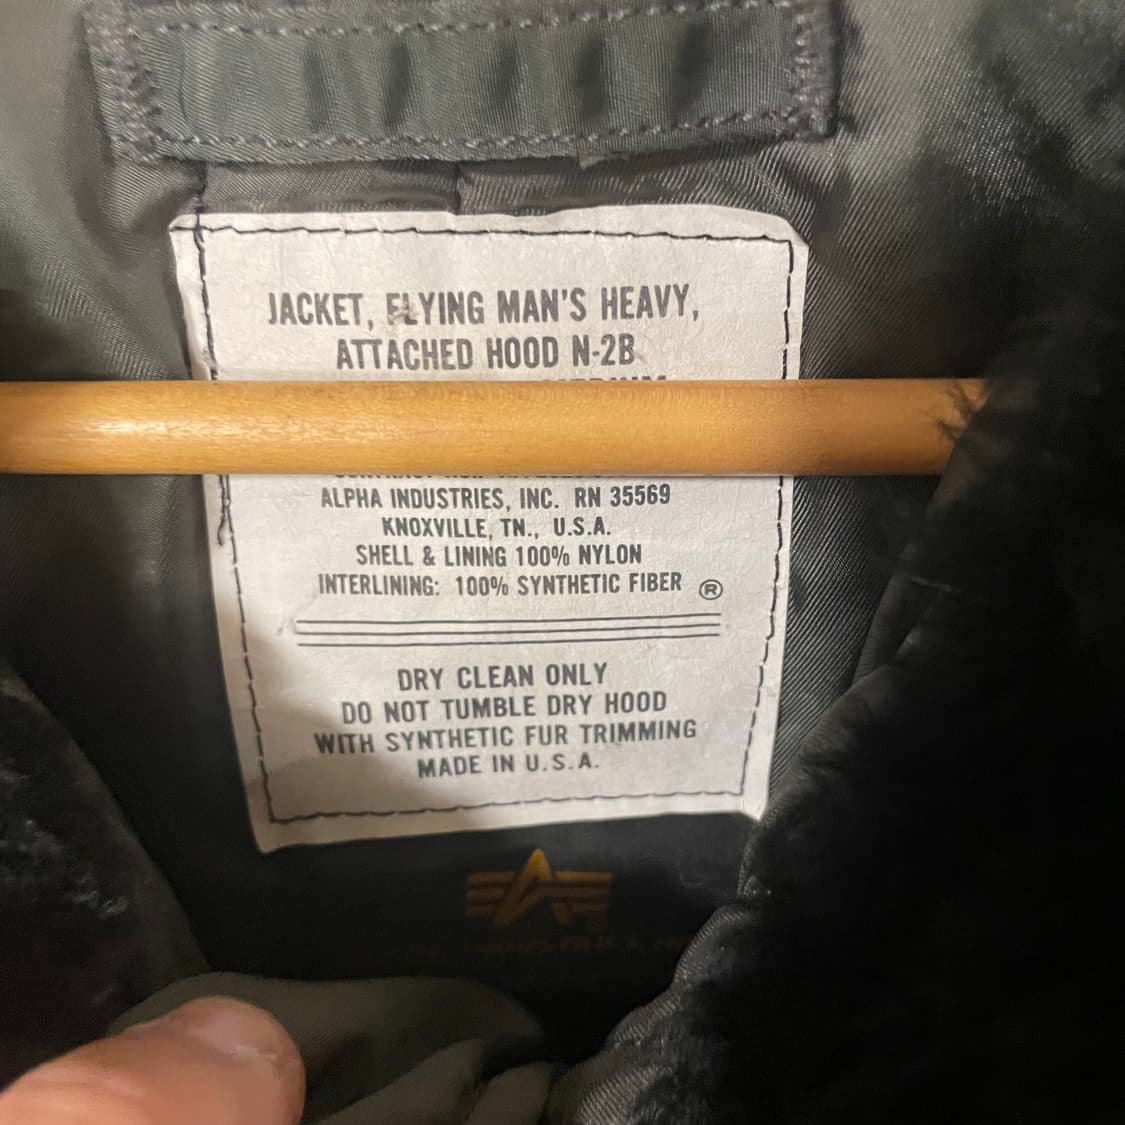 JACKET, FLYING MAN'S HEAVY,
ATTACHED HOOD N-2B
MEDIUM
ALPHA INDUSTRIES, INC. RN 35569
KNOXVILLE, TN., U.S.A.
SHELL & LINING 100% NYLON
INTERLINING: 100% SYNTHETIC FIBER ®
DRY CLEAN ONLY
DO NOT TUMBLE DRY HOOD
WITH SYNTHETIC FUR TRIMMING
MADE IN U.S.A.